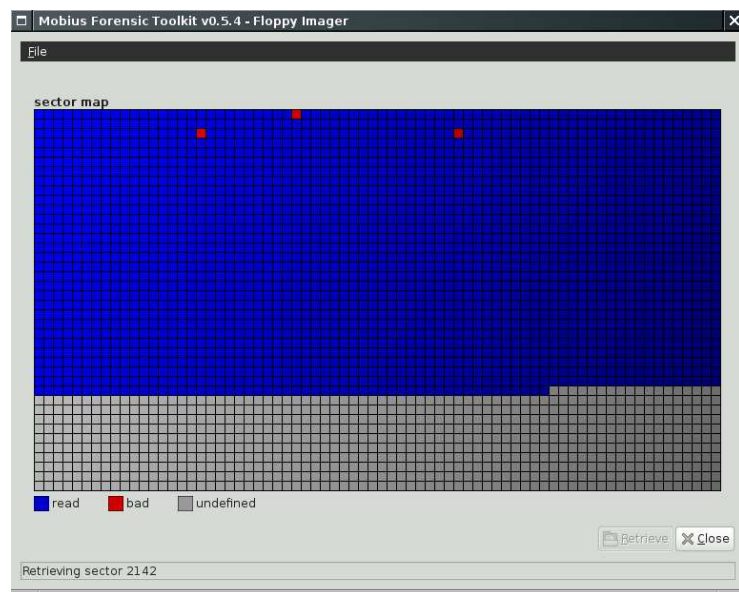 Mobius Forensic Toolkit v0.5.4 - Floppy Imager
File
sector map
read bad undefined
Retrieve Close
Retrieving sector 2142